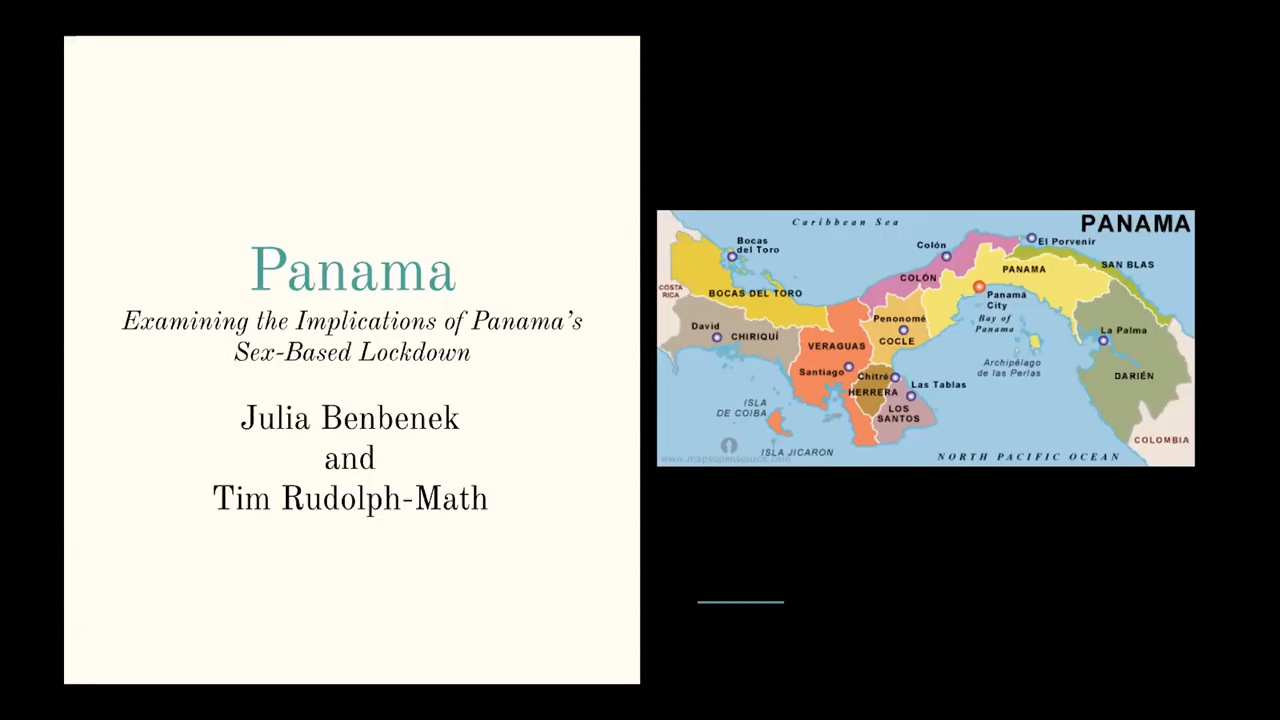 Panama
Examining the Implications of Panama's
Sex-Based Lockdown
Julia Benbenek
and
Tim Rudolph-Math
PANAMA
Caribbean Sea
Bocas
del Toro
Colón
El Porvenir
COLÓN
PANAMA
SAN BLAS
COSTA
RICA
BOCAS DEL TORO
Panamá
City
David
CHIRIQUÍ
Penonomé
COCLE
Bay of
Panama
La Palma
VERAGUAS
Santiago
Chitré
Archipélago
de las Perlas
DARIÉN
HERRERA
Las Tablas
LOS
SANTOS
ISLA
DE COIBA
COLOMBIA
ISLA JICARON
NORTH PACIFIC OCEAN